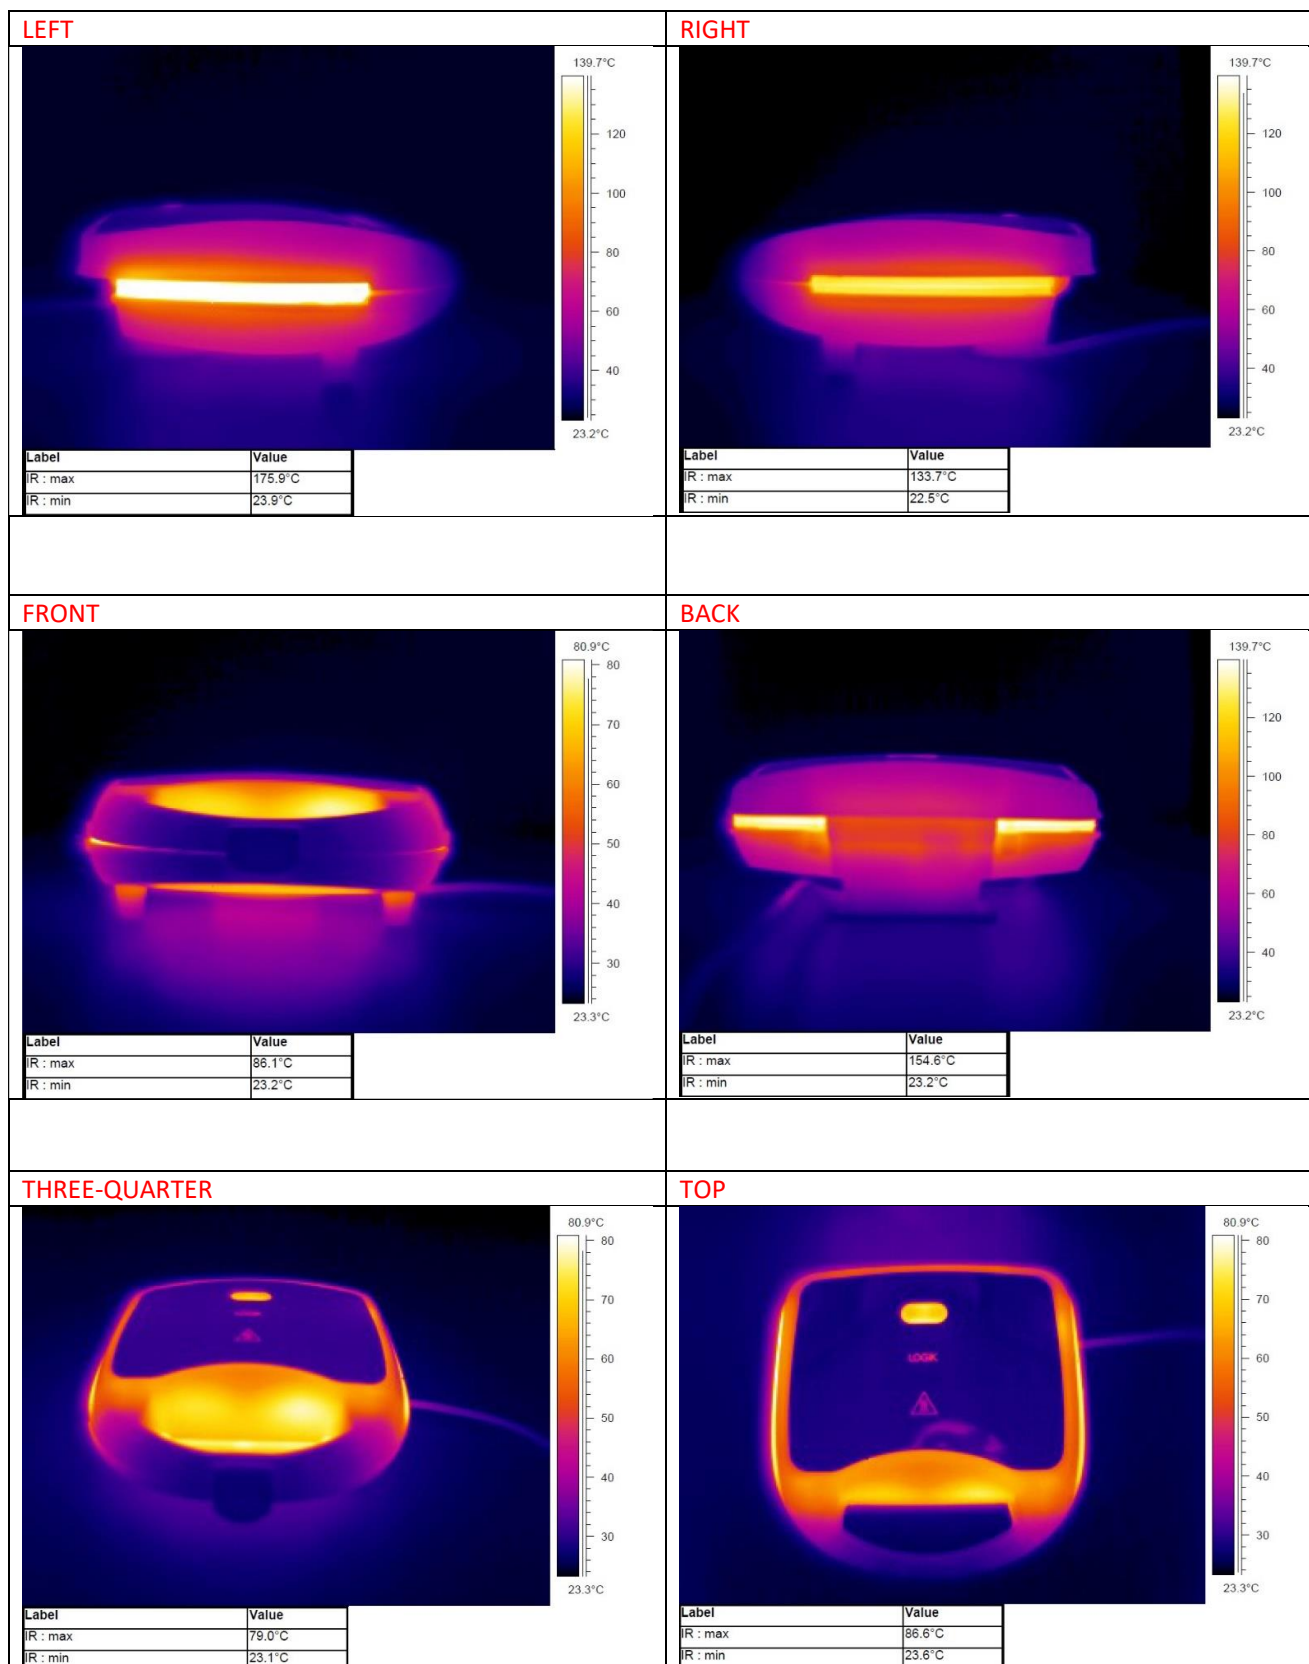 LEFT
139.7°C
120
100
80
60
40
23.2°C
Label Value
IR : max 175.9°C
IR : min 23.9°C
RIGHT
139.7°C
120
100
80
60
40
23.2°C
Label Value
IR : max 133.7°C
IR : min 22.5°C
FRONT
80.9°C
80
70
60
50
40
30
23.3°C
Label Value
IR : max 86.1°C
IR : min 23.2°C
BACK
139.7°C
120
100
80
60
40
23.2°C
Label Value
IR : max 154.6°C
IR : min 23.2°C
THREE-QUARTER
80.9°C
80
70
60
50
40
30
23.3°C
Label Value
IR : max 79.0°C
IR : min 23.1°C
TOP
LOGIK
80.9°C
80
70
60
50
40
30
23.3°C
Label Value
IR : max 86.6°C
IR : min 23.6°C